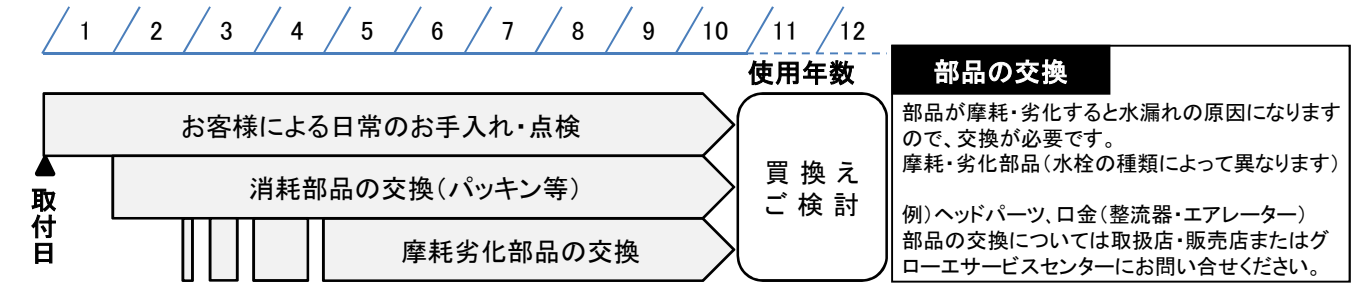 1 2 3 4 5 6 7 8 9 10 11 12
使用年数
お客様による日常のお手入れ・点検
消耗部品の交換(パッキン等)
摩耗劣化部品の交換
取付日
買換え
ご検討
部品の交換
部品が摩耗・劣化すると水漏れの原因になります
ので、交換が必要です。
摩耗・劣化部品(水栓の種類によって異なります)
例)ヘッドパーツ、口金(整流器・エアレーター)
部品の交換については取扱店・販売店またはグ
ローエサービスセンターにお問い合せください。